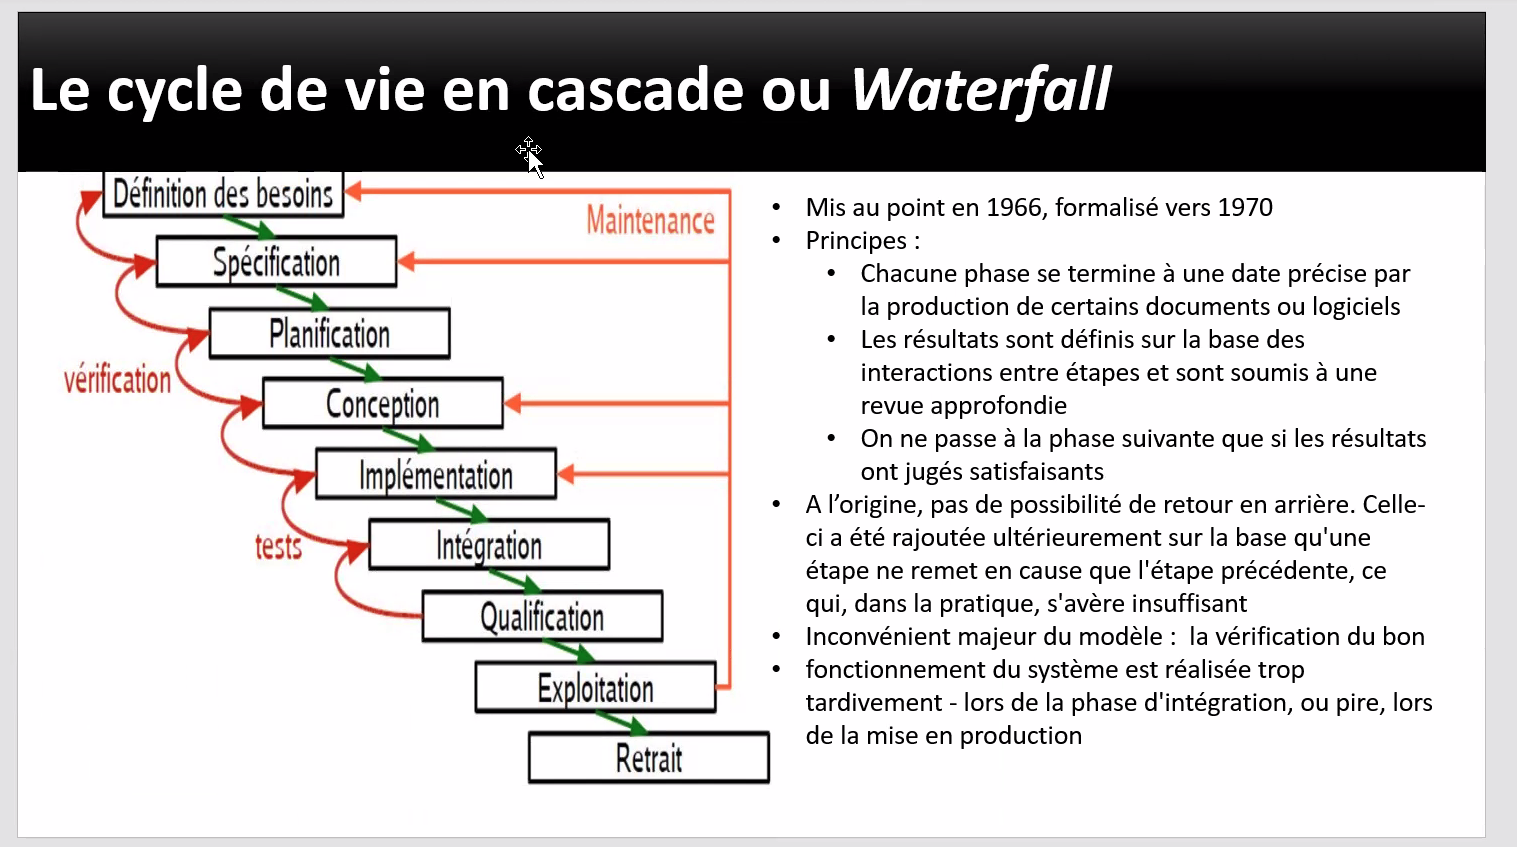 Le cycle de vie en cascade ou Waterfall
Définition des besoins
Maintenance
Spécification
Planification
vérification
Conception
Implémentation
tests
Intégration
Qualification
Exploitation
Retrait
• Mis au point en 1966, formalisé vers 1970
• Principes :
• Chacune phase se termine à une date précise par
la production de certains documents ou logiciels
• Les résultats sont définis sur la base des
interactions entre étapes et sont soumis à une
revue approfondie
• On ne passe à la phase suivante que si les résultats
ont jugés satisfaisants
• A l’origine, pas de possibilité de retour en arrière. Celle-
ci a été rajoutée ultérieurement sur la base qu'une
étape ne remet en cause que l'étape précédente, ce
qui, dans la pratique, s'avère insuffisant
• Inconvénient majeur du modèle :  la vérification du bon
• fonctionnement du système est réalisée trop
tardivement - lors de la phase d'intégration, ou pire, lors
de la mise en production